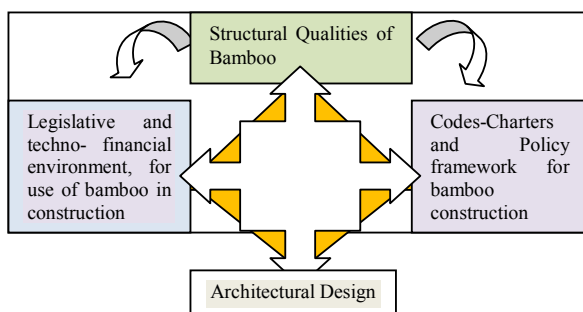 Structural Qualities of
Bamboo
Legislative and
techno- financial
environment, for
use of bamboo in
construction
Codes-Charters
and Policy
framework for
bamboo
construction
Architectural Design